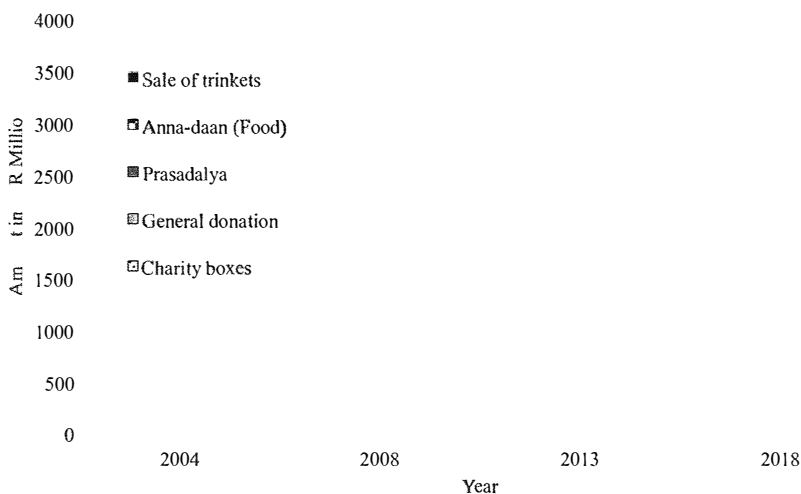 4000
3500
3000
2500
2000
1500
1000
500
0
Am t in R Millio
Sale of trinkets
Anna-daan (Food)
Prasadalya
General donation
Charity boxes
2004 2008 2013 2018
Year